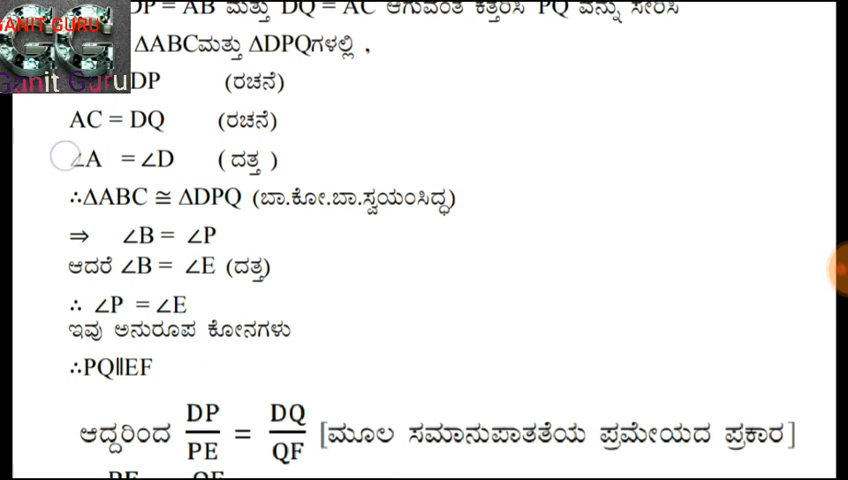 GANIT GURU
Ganit Guru
DP = AB ಮತ್ತು DQ = AC ಆಗುವಂತೆ ಕತ್ತರಿಸಿ PQ ವನ್ನು ಸೇರಿಸಿ
ΔABCಮತ್ತು ΔDPQಗಳಲ್ಲಿ ,
DP (ರಚನೆ)
AC = DQ (ರಚನೆ)
∠A = ∠D ( ದತ್ತ )
∴ΔABC ≅ ΔDPQ (ಬಾ.ಕೋ.ಬಾ.ಸ್ವಯಂಸಿದ್ಧ)
⇒ ∠B = ∠P
ಆದರೆ ∠B = ∠E (ದತ್ತ)
∴ ∠P = ∠E
ಇವು ಅನುರೂಪ ಕೋನಗಳು
∴PQ∥EF
ಆದ್ದರಿಂದ DP/PE = DQ/QF [ಮೂಲ ಸಮಾನುಪಾತತೆಯ ಪ್ರಮೇಯದ ಪ್ರಕಾರ]